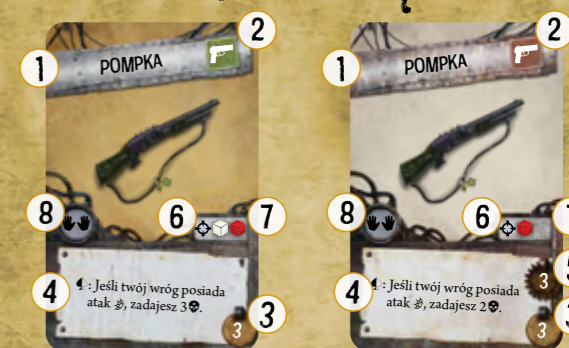 2
1 POMPKA
8 6 7
4 : Jeśli twój wróg posiada
atak , zadajesz 3.
3 3
2
1 POMPKA
8 6
4 : Jeśli twój wróg posiada
atak , zadajesz 2.
3
3